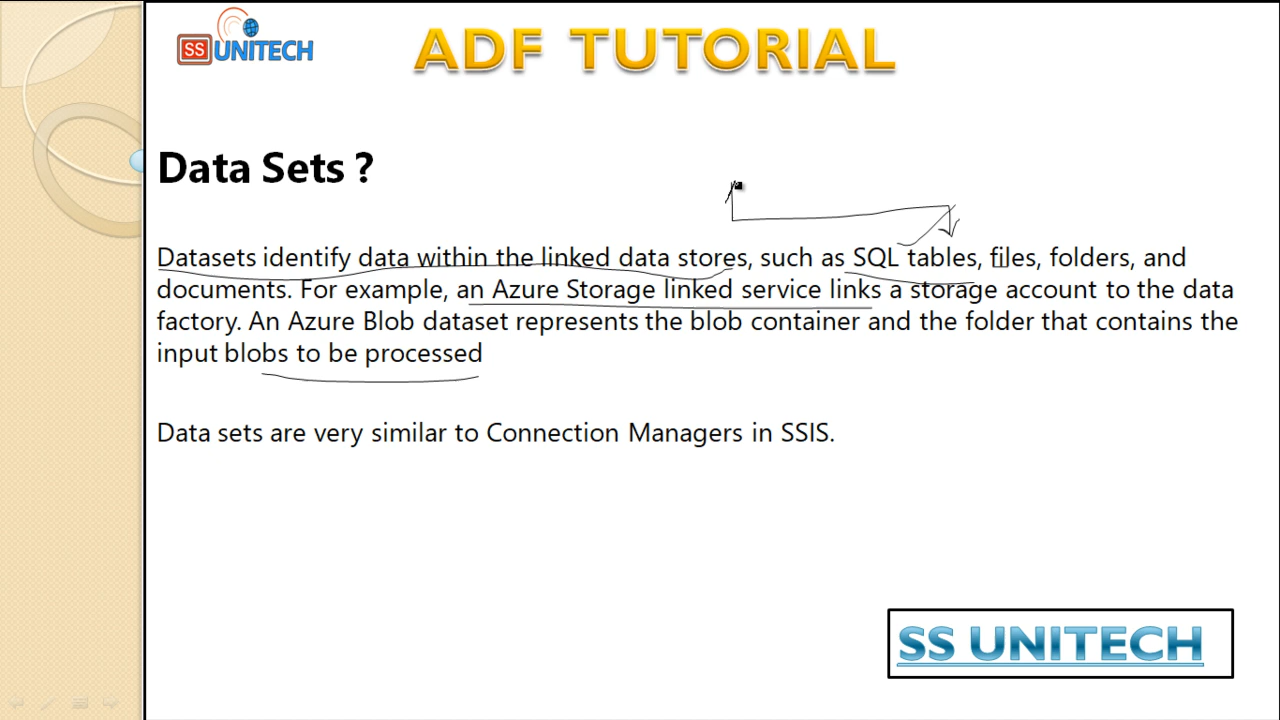 SS UNITECH
ADF TUTORIAL
Data Sets ?
Datasets identify data within the linked data stores, such as SQL tables, files, folders, and
documents. For example, an Azure Storage linked service links a storage account to the data
factory. An Azure Blob dataset represents the blob container and the folder that contains the
input blobs to be processed
Data sets are very similar to Connection Managers in SSIS.
SS UNITECH